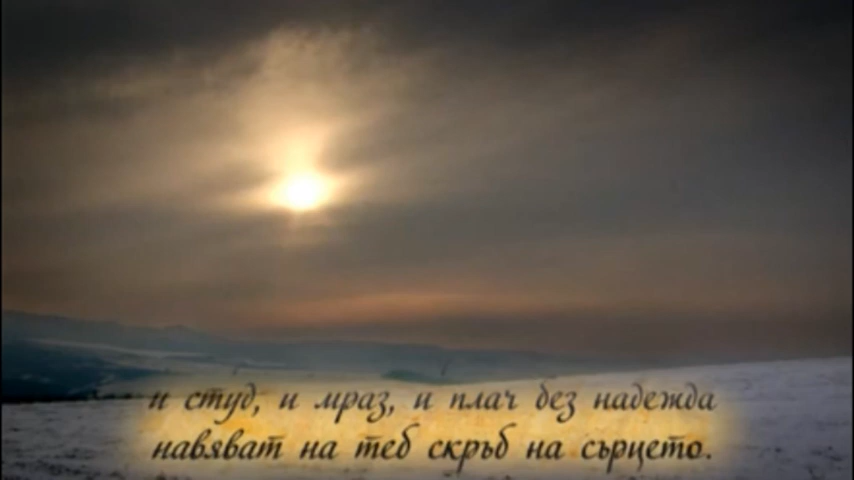 и студ, и мраз, и плач без надежда
навяват на теб скръб на сърцето.